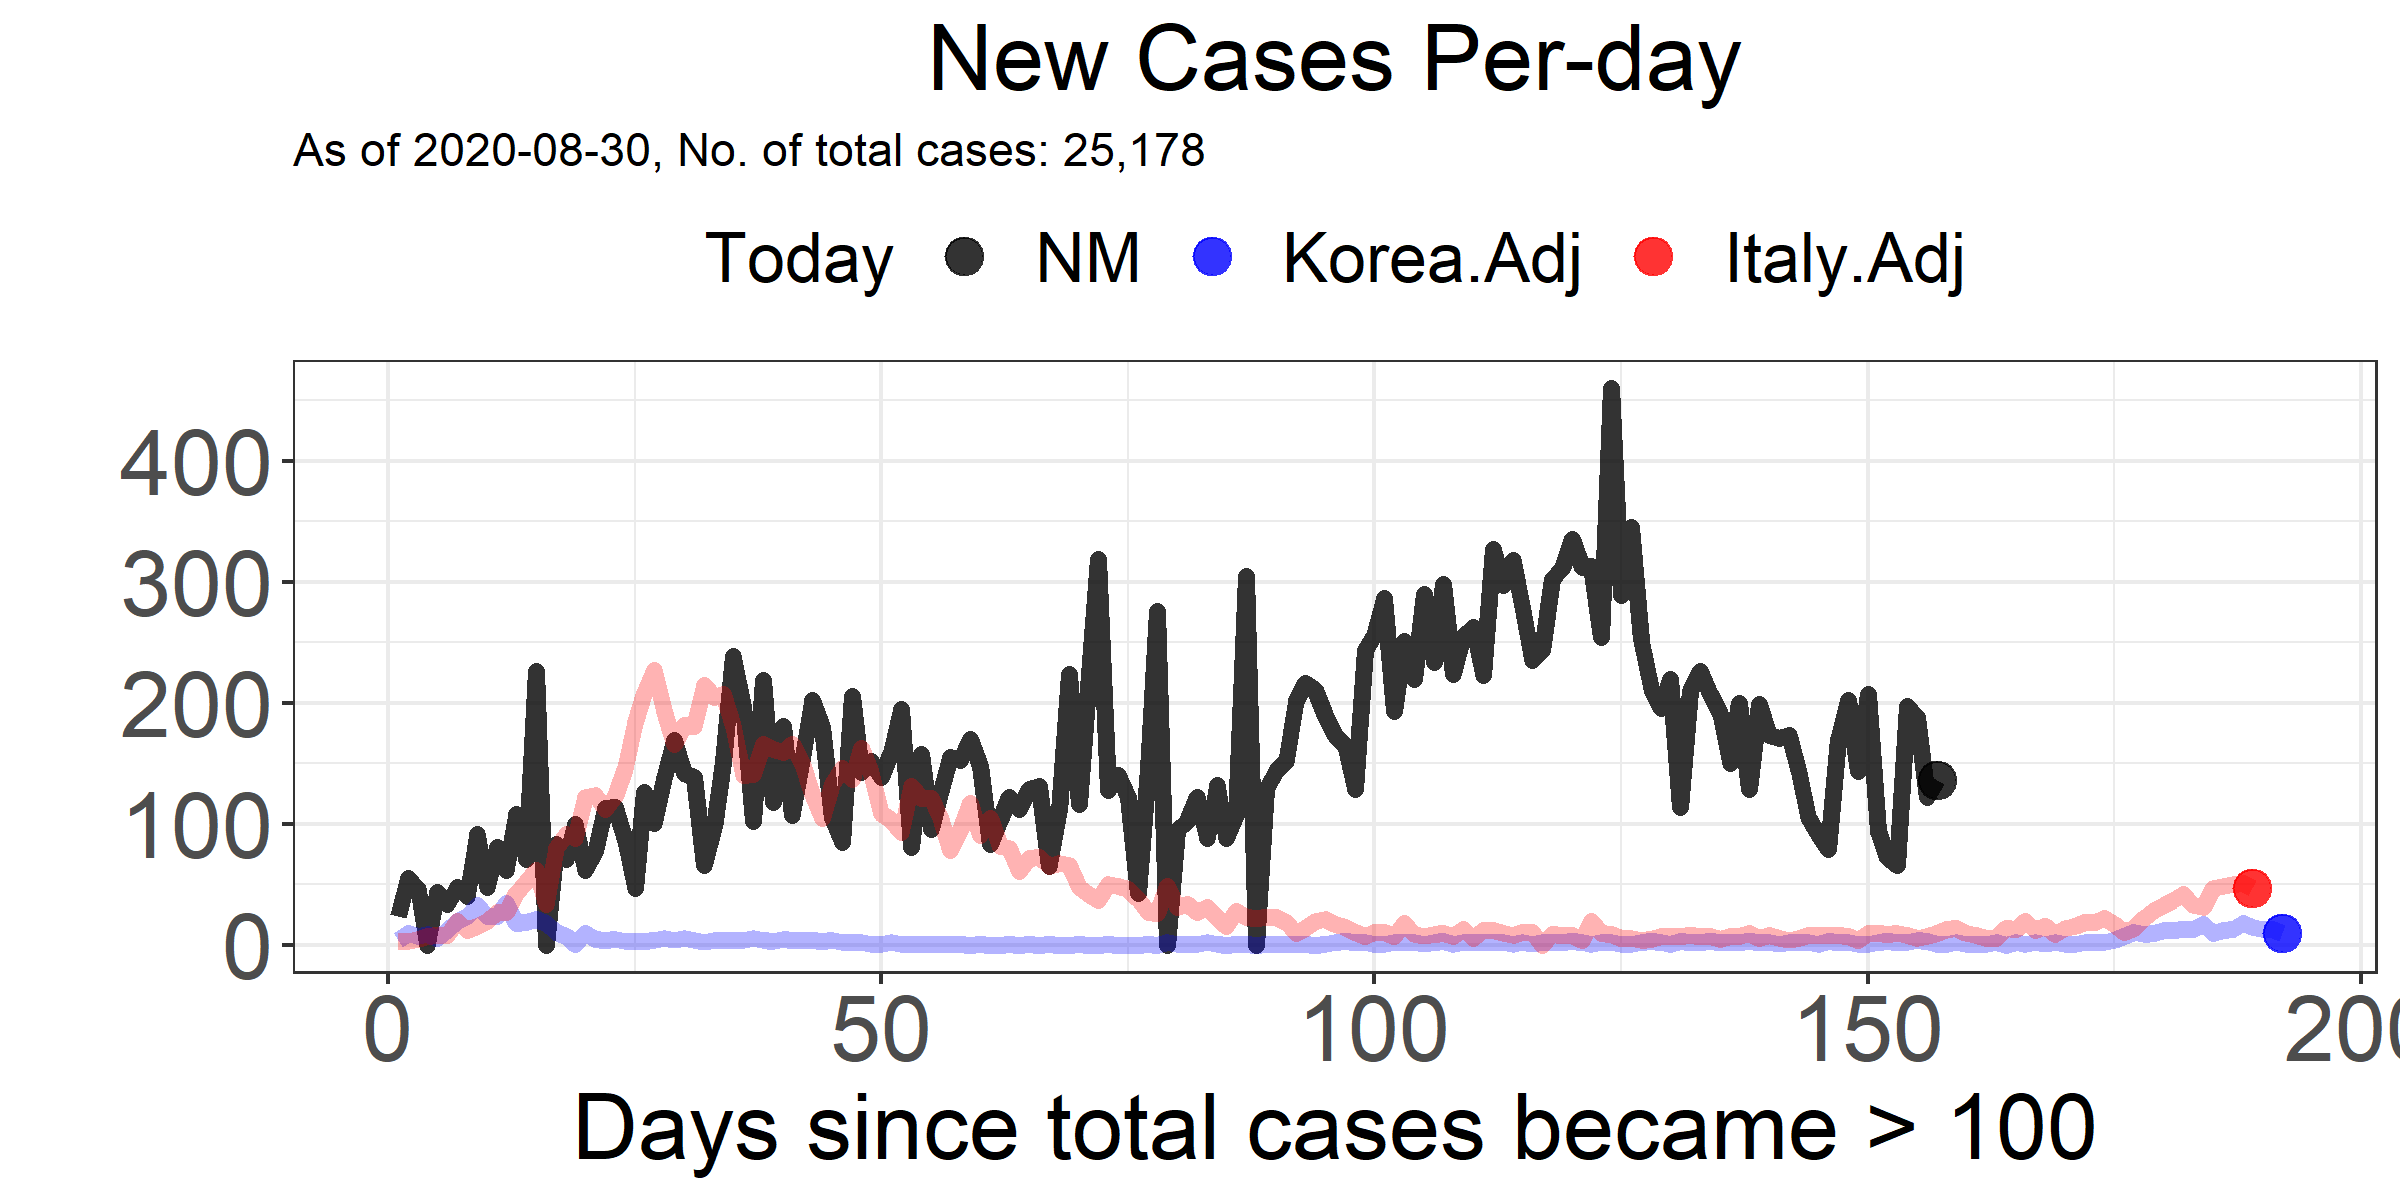 New Cases Per-day
As of 2020-08-30, No. of total cases: 25,178
Today NM Korea.Adj Italy.Adj
400
300
200
100
0
0 50 100 150 200
Days since total cases became > 100